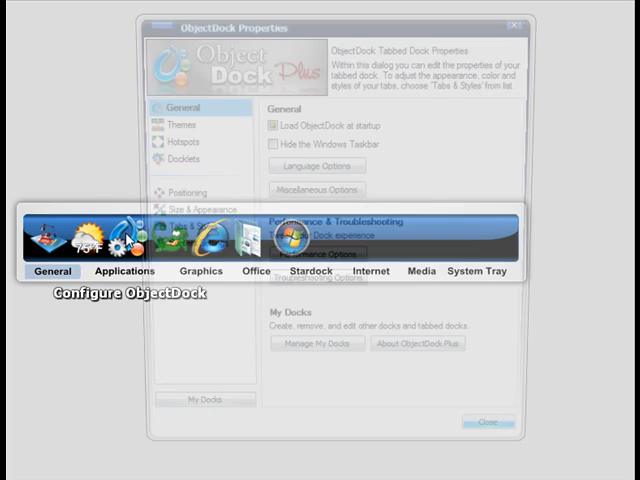 ObjectDock Properties
Object Dock Plus
ObjectDock Tabbed Dock Properties
Within this dialog you can edit the properties of your
tabbed dock. To adjust the appearance, color and
styles of your tabs, choose 'Tabs & Styles' from list
General
Themes
Hotspots
Docklets
Positioning
Size & Appearance
Tabs &
General
Load ObjectDock at startup
Hide the Windows Taskbar
Language Options
Miscellaneous Options
Performance & Troubleshooting
Dock experience
Performance Options
Troubleshooting Options
75°F
General Applications Graphics Office Stardock Internet Media System Tray
Configure ObjectDock
My Docks
Create, remove, and edit other docks and tabbed docks.
Manage My Docks
About ObjectDock Plus
My Docks
Close